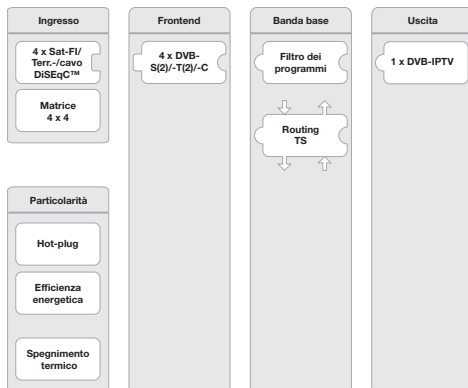 Ingresso
4 x Sat-FI/
Terr.-/cavo
DiSEqC™
Matrice
4 x 4
Frontend
4 x DVB-
S(2)/-T(2)/-C
Banda base
Filtro dei
programmi
Routing
TS
Uscita
1 x DVB-IPTV
Particolarità
Hot-plug
Efficienza
energetica
Spegnimento
termico